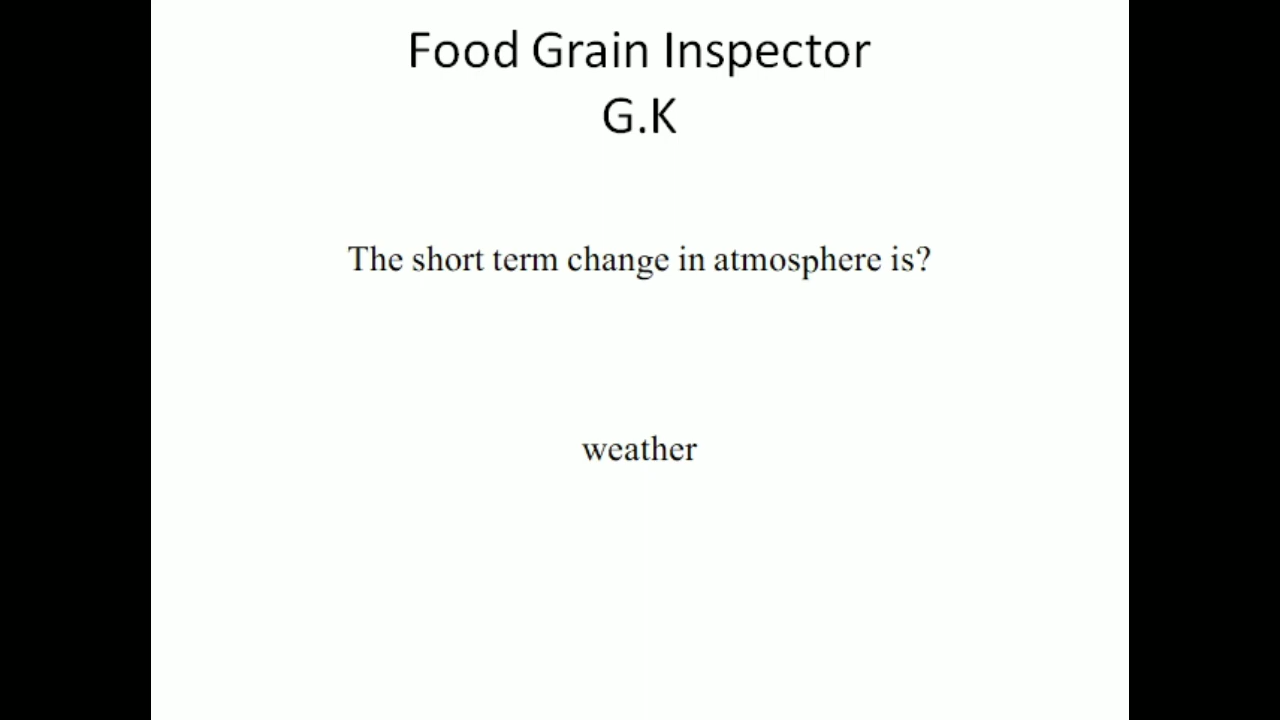 Food Grain Inspector
G.K
The short term change in atmosphere is?
weather